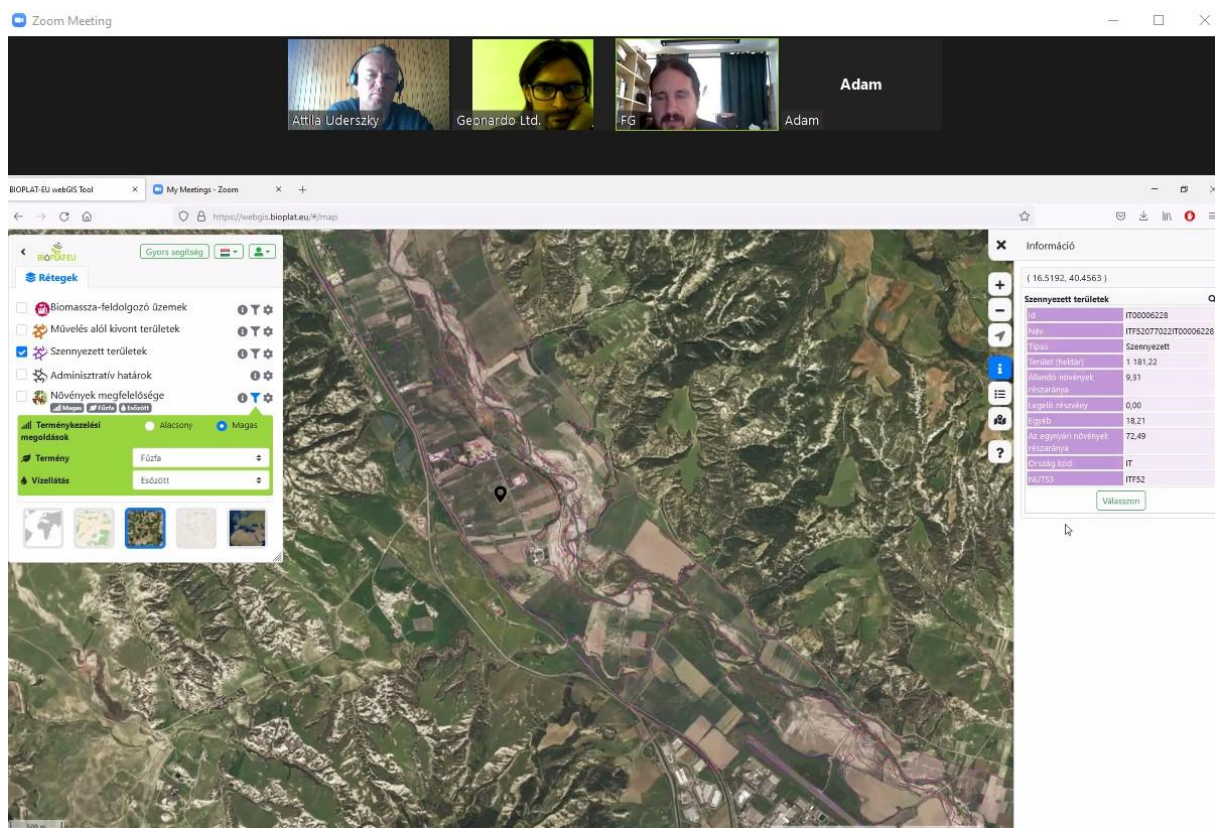 Zoom Meeting
Adam
Attila Uderszky
Geonardo Ltd.
FG
Adam
BIOPLAT-EU webGIS Tool
My Meetings - Zoom
https://webgis.bioplat.eu/#/map
BIOPLAT EU
Gyors segítség
Rétegek
Biomassza-feldolgozó üzemek
Művelés alól kivont területek
Szennyezett területek
Adminisztratív határok
Növények megfelelősége
Magas Fűzfa Esőzött
Terménykezelési megoldások
Alacsony
Magas
Termény
Fűzfa
Vízellátás
Esőzött
500 m
Információ
( 16.5192, 40.4563 )
Szennyezett területek
Id IT00006228
Név ITF52077022IT00006228
Típus Szennyezett
Terület (hektár) 1 181,22
Állandó növények részaránya 9,31
Legelő részvény 0,00
Egyéb 18,21
Az egynyári növények részaránya 72,49
Ország kód IT
NUTS3 ITF52
Válasszon